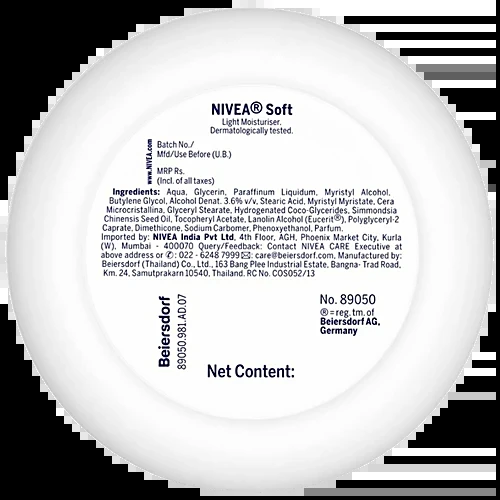 NIVEA® Soft
Light Moisturiser.
Dermatologically tested.
www.NIVEA.com
Batch No./
Mfd/Use Before (U.B.)
MRP Rs.
(Incl. of all taxes)
Ingredients: Aqua, Glycerin, Paraffinum Liquidum, Myristyl Alcohol,
Butylene Glycol, Alcohol Denat. 3.6% v/v, Stearic Acid, Myristyl Myristate, Cera
Microcristallina, Glyceryl Stearate, Hydrogenated Coco-Glycerides, Simmondsia
Chinensis Seed Oil, Tocopheryl Acetate, Lanolin Alcohol (Eucerit®), Polyglyceryl-2
Caprate, Dimethicone, Sodium Carbomer, Phenoxyethanol, Parfum.
Imported by: NIVEA India Pvt Ltd, 4th Floor, AGH, Phoenix Market City, Kurla
(W), Mumbai - 400070 Query/Feedback: Contact NIVEA CARE Executive at
above address or ✆: 022 - 6248 7999 ✉: care@beiersdorf.com, Manufactured by:
Beiersdorf (Thailand) Co., Ltd., 163 Bang Plee Industrial Estate, Bangna- Trad Road,
Km. 24, Samutprakarn 10540, Thailand. RC No. COS052/13
Beiersdorf
89050.981.AD.07
No. 89050
®=reg. tm. of
Beiersdorf AG,
Germany
Net Content: